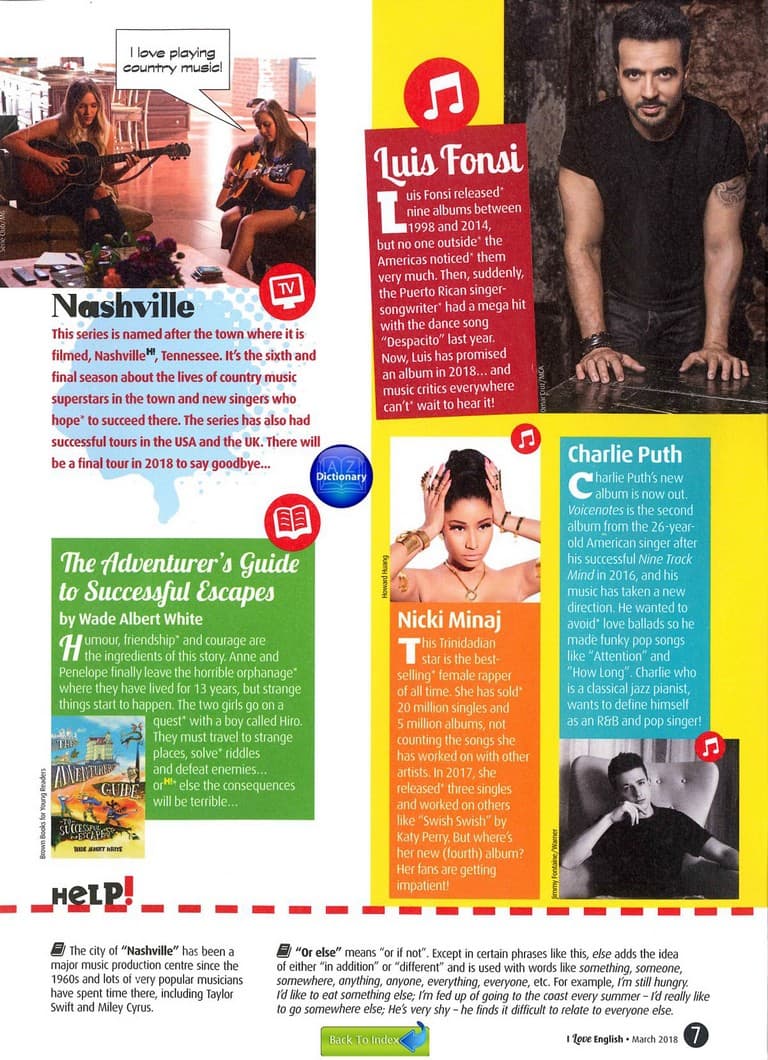 I love playing
country music!
Série Club/M6
TV
Nashville
This series is named after the town where it is
filmed, Nashville H!, Tennessee. It's the sixth and
final season about the lives of country music
superstars in the town and new singers who
hope* to succeed there. The series has also had
successful tours in the USA and the UK. There will
be a final tour in 2018 to say goodbye...
A Z
Dictionary
The Adventurer's Guide
to Successful Escapes
by Wade Albert White
Humour, friendship* and courage are
the ingredients of this story. Anne and
Penelope finally leave the horrible orphanage*
where they have lived for 13 years, but strange
things start to happen. The two girls go on a
quest* with a boy called Hiro.
They must travel to strange
places, solve* riddles
and defeat enemies...
or H! else the consequences
will be terrible...
THE
ADVENTURER'S
GUIDE
TO
SUCCESSFUL
ESCAPES
WADE ALBERT WHITE
Brown Books for Young Readers
Luis Fonsi
Luis Fonsi released*
nine albums between
1998 and 2014,
but no one outside* the
Americas noticed* them
very much. Then, suddenly,
the Puerto Rican singer-
songwriter* had a mega hit
with the dance song
"Despacito" last year.
Now, Luis has promised
an album in 2018... and
music critics everywhere
can't* wait to hear it!
Omar Cruz/MCA
Howard Huang
Nicki Minaj
This Trinidadian
star is the best-
selling* female rapper
of all time. She has sold*
20 million singles and
5 million albums, not
counting the songs she
has worked on with other
artists. In 2017, she
released* three singles
and worked on others
like "Swish Swish" by
Katy Perry. But where's
her new (fourth) album?
Her fans are getting
impatient!
Charlie Puth
Charlie Puth's new
album is now out.
Voicenotes is the second
album from the 26-year-
old American singer after
his successful Nine Track
Mind in 2016, and his
music has taken a new
direction. He wanted to
avoid* love ballads so he
made funky pop songs
like "Attention" and
"How Long". Charlie who
is a classical jazz pianist,
wants to define himself
as an R&B and pop singer!
Jimmy Fontaine/Warner
HELP!
The city of "Nashville" has been a
major music production centre since the
1960s and lots of very popular musicians
have spent time there, including Taylor
Swift and Miley Cyrus.
"Or else" means "or if not". Except in certain phrases like this, else adds the idea
of either "in addition" or "different" and is used with words like something, someone,
somewhere, anything, anyone, everything, everyone, etc. For example, I'm still hungry.
I'd like to eat something else; I'm fed up of going to the coast every summer – I'd really like
to go somewhere else; He's very shy – he finds it difficult to relate to everyone else.
Back To Index
I Love English • March 2018 7